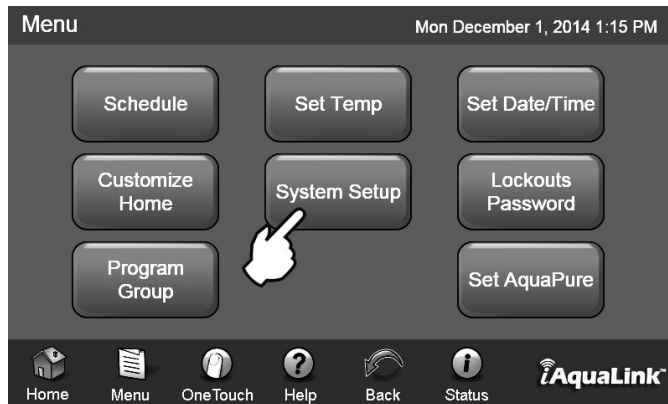 Menu
Mon December 1, 2014 1:15 PM
Schedule
Set Temp
Set Date/Time
Customize
Home
System Setup
Lockouts
Password
Program
Group
Set AquaPure
Home
Menu
OneTouch
Help
Back
Status
iAquaLink™